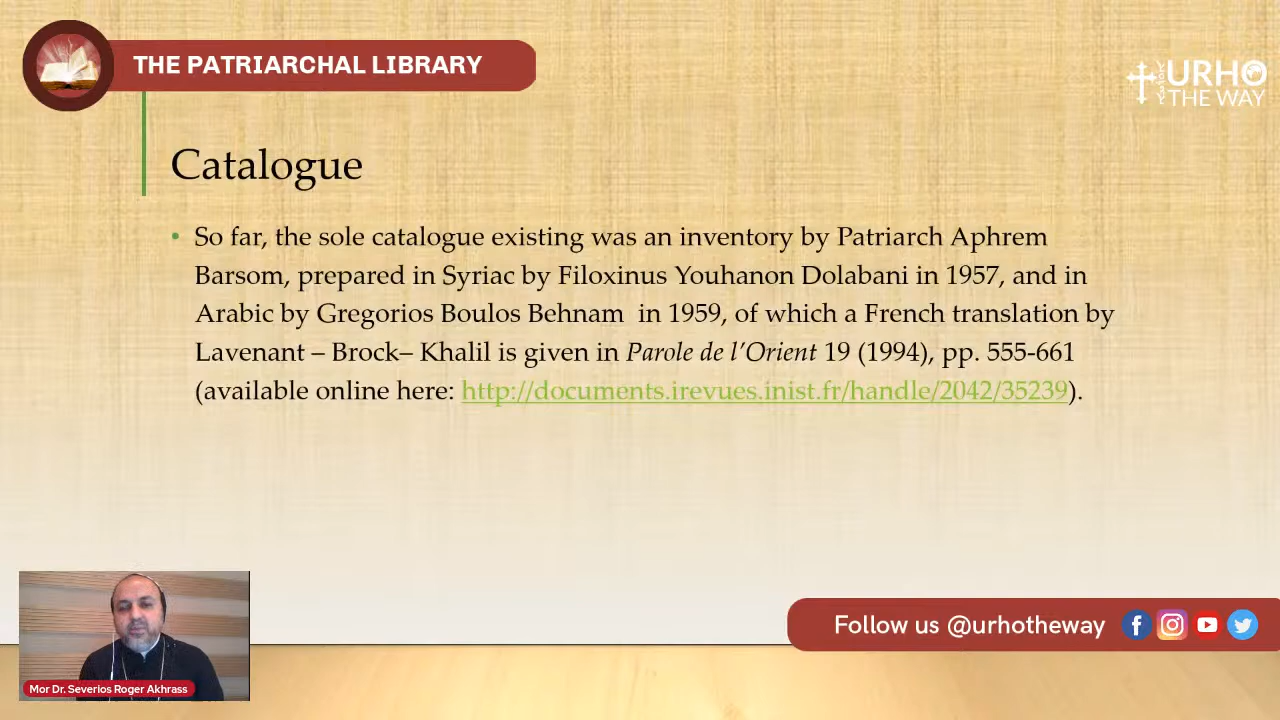 THE PATRIARCHAL LIBRARY
URHO
THE WAY
Catalogue
• So far, the sole catalogue existing was an inventory by Patriarch Aphrem
Barsom, prepared in Syriac by Filoxinus Youhanon Dolabani in 1957, and in
Arabic by Gregorios Boulos Behnam in 1959, of which a French translation by
Lavenant – Brock– Khalil is given in Parole de l’Orient 19 (1994), pp. 555-661
(available online here: http://documents.irevues.inist.fr/handle/2042/35239).
Follow us @urhotheway
Mor Dr. Severios Roger Akhrass